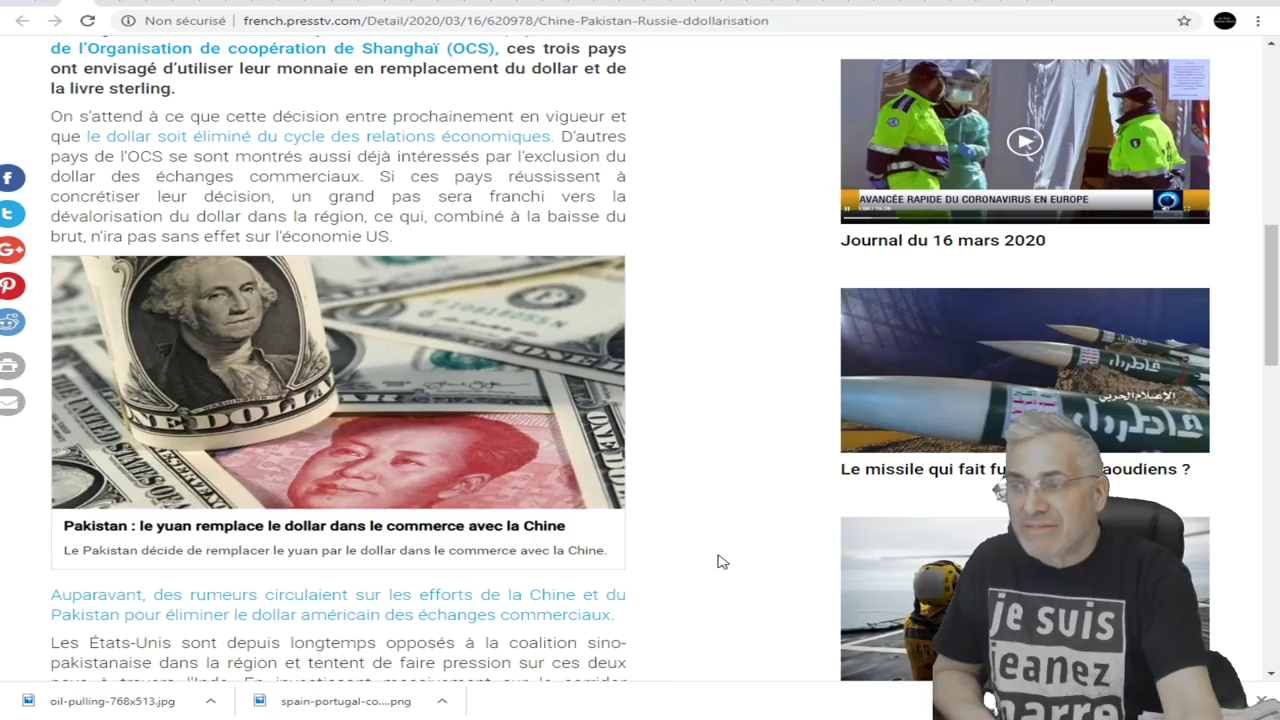 Non sécurisé
french.presstv.com/Detail/2020/03/16/620978/Chine-Pakistan-Russie-ddollarisation
de l'Organisation de coopération de Shanghaï (OCS), ces trois pays
ont envisagé d'utiliser leur monnaie en remplacement du dollar et de
la livre sterling.
On s'attend à ce que cette décision entre prochainement en vigueur et
que le dollar soit éliminé du cycle des relations économiques. D'autres
pays de l'OCS se sont montrés aussi déjà intéressés par l'exclusion du
dollar des échanges commerciaux. Si ces pays réussissent à
concrétiser leur décision, un grand pas sera franchi vers la
dévalorisation du dollar dans la région, ce qui, combiné à la baisse du
brut, n'ira pas sans effet sur l'économie US.
Pakistan : le yuan remplace le dollar dans le commerce avec la Chine
Le Pakistan décide de remplacer le yuan par le dollar dans le commerce avec la Chine.
Auparavant, des rumeurs circulaient sur les efforts de la Chine et du
Pakistan pour éliminer le dollar américain des échanges commerciaux.
Les États-Unis sont depuis longtemps opposés à la coalition sino-
pakistanaise dans la région et tentent de faire pression sur ces deux
AVANCÉE RAPIDE DU CORONAVIRUS EN EUROPE
Journal du 16 mars 2020
الإعلام الحربي
Le missile qui fait aoudiens ?
je suis
jeanez
marre
oil-pulling-768x513.jpg
spain-portugal-co....png